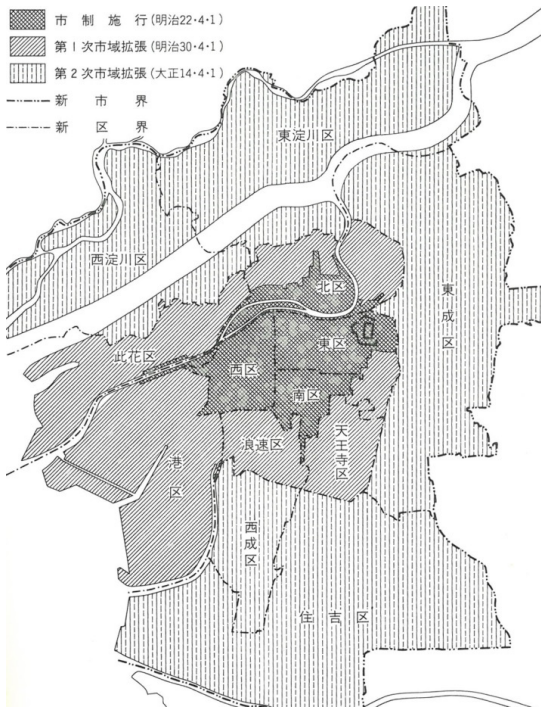 市制施行(明治22・4・1)
第1次市域拡張(明治30・4・1)
第2次市域拡張(大正14・4・1)
新市界
新区界
東淀川区
西淀川区
北区
東成区
此花区
西区
東区
南区
浪速区
天王寺区
港区
西成区
住吉区